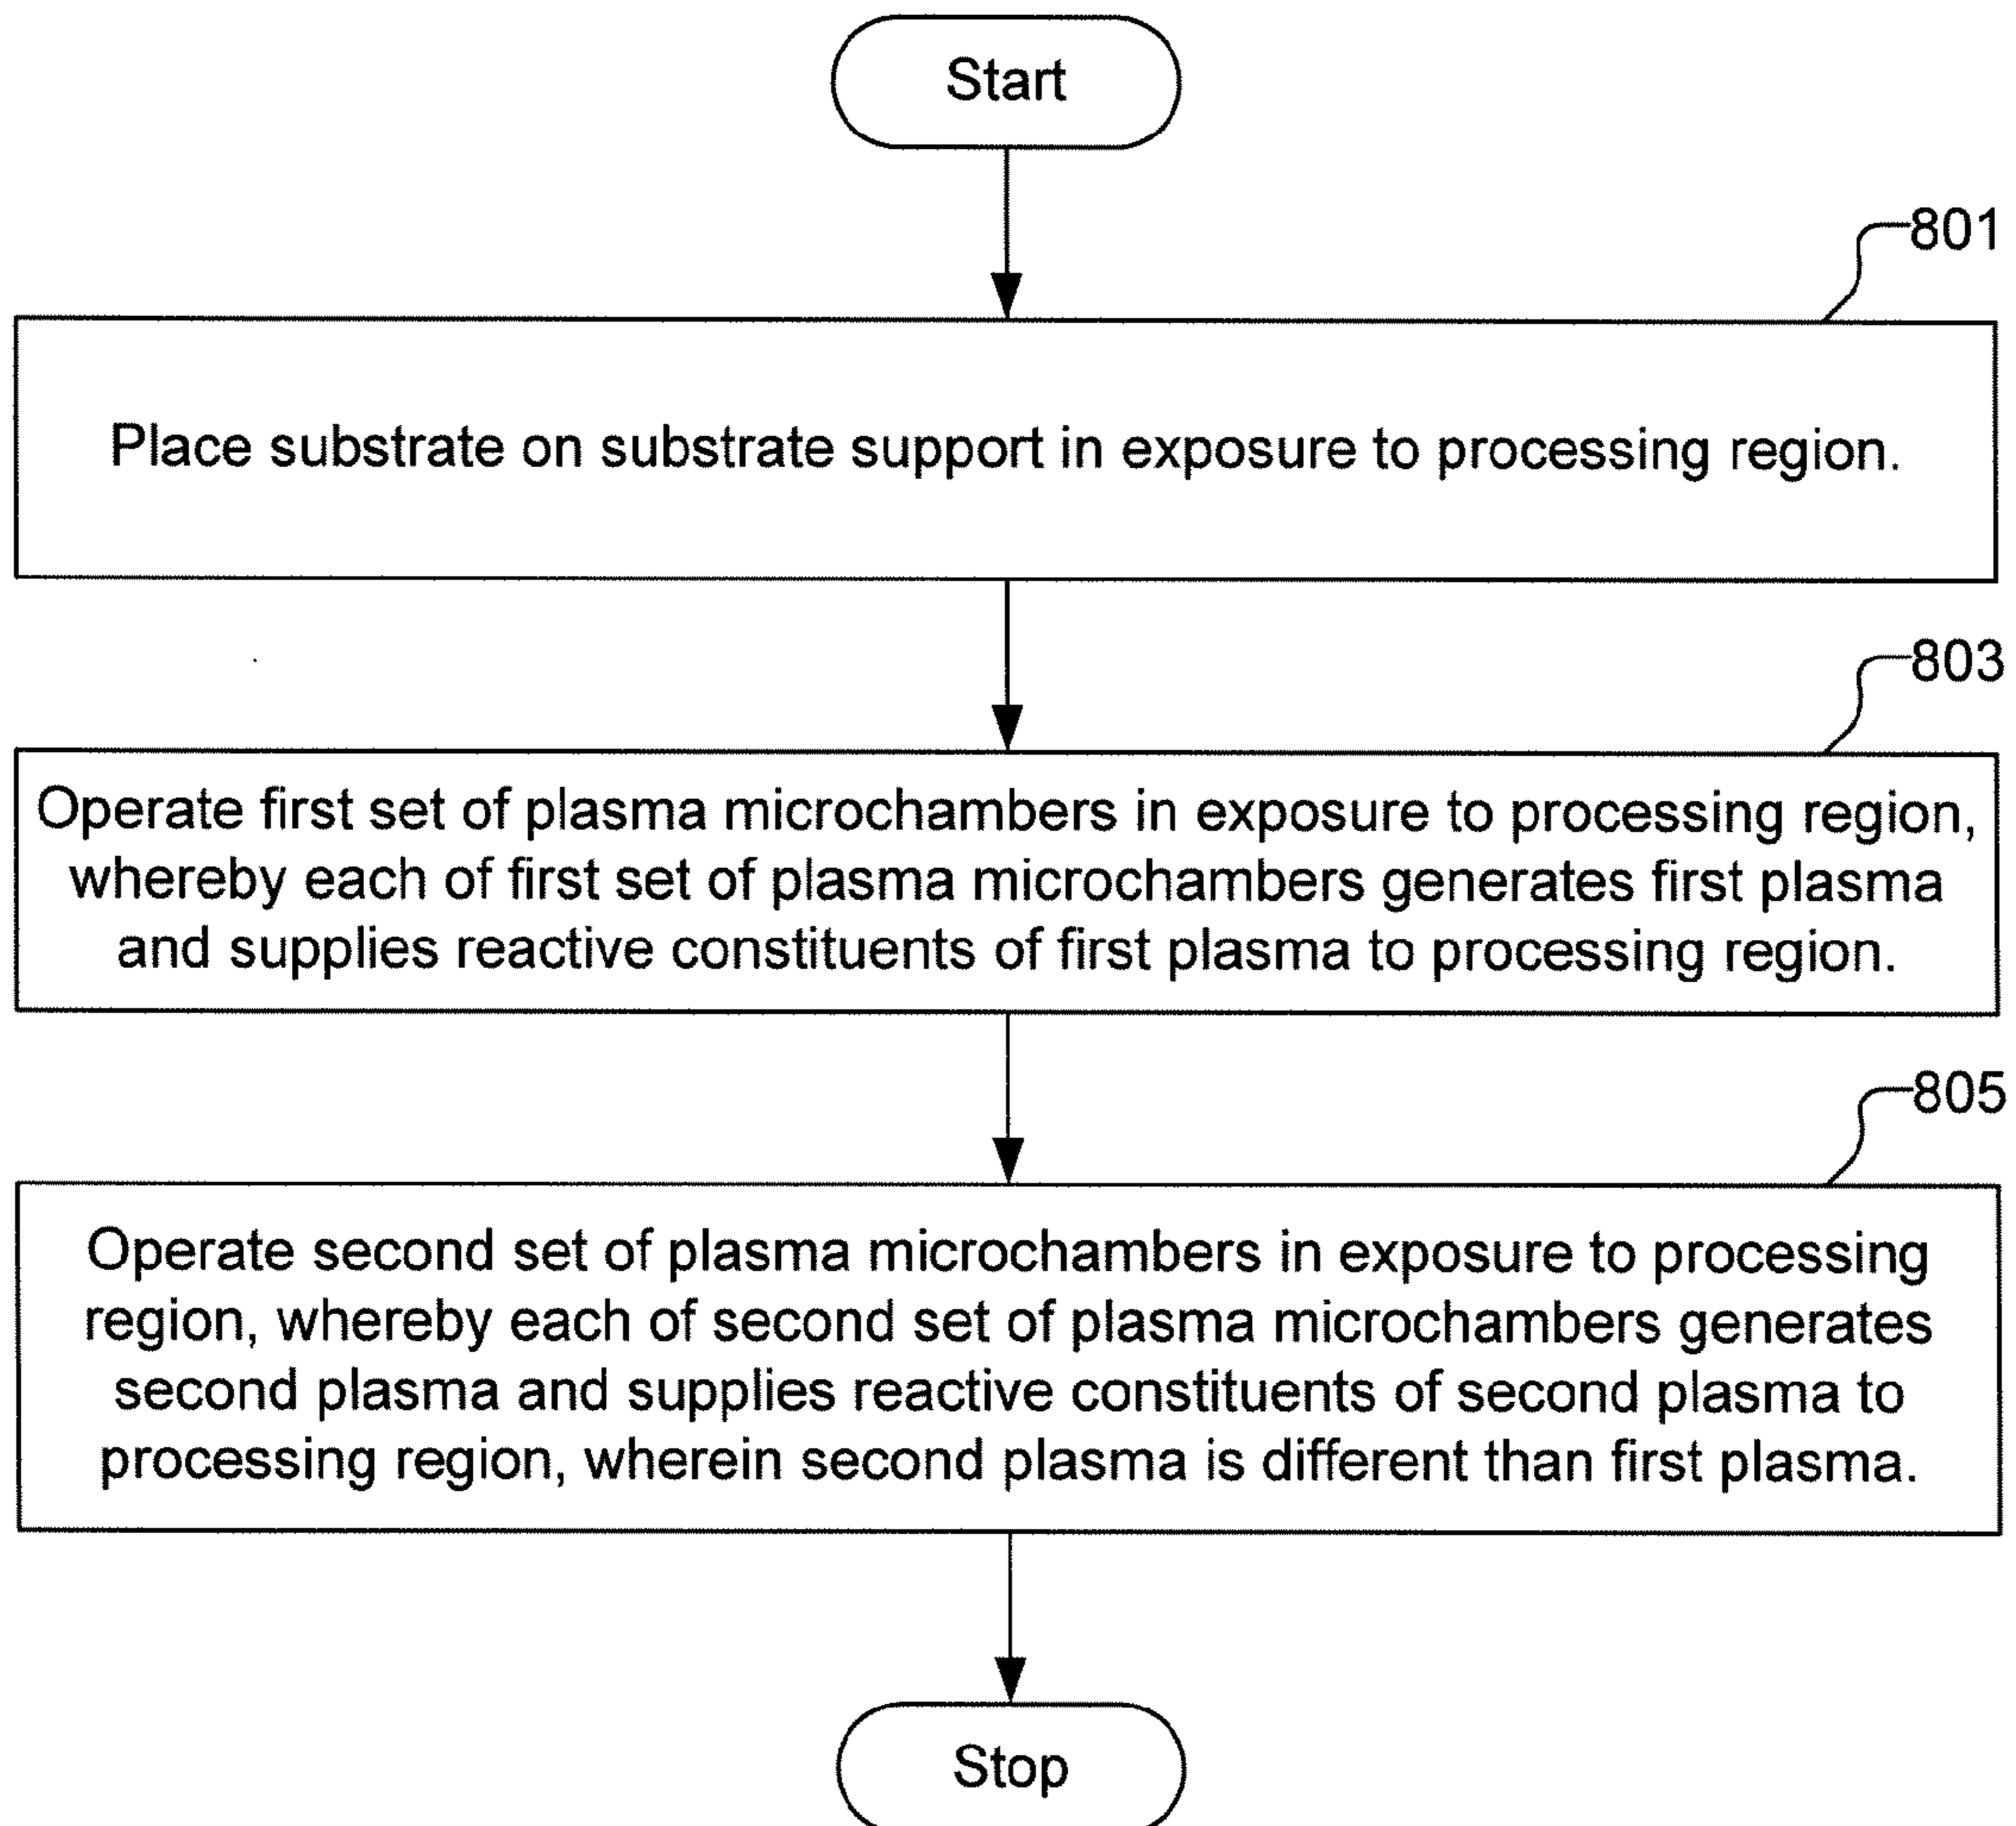 Start
801
Place substrate on substrate support in exposure to processing region.
803
Operate first set of plasma microchambers in exposure to processing region,
whereby each of first set of plasma microchambers generates first plasma
and supplies reactive constituents of first plasma to processing region.
805
Operate second set of plasma microchambers in exposure to processing
region, whereby each of second set of plasma microchambers generates
second plasma and supplies reactive constituents of second plasma to
processing region, wherein second plasma is different than first plasma.
Stop